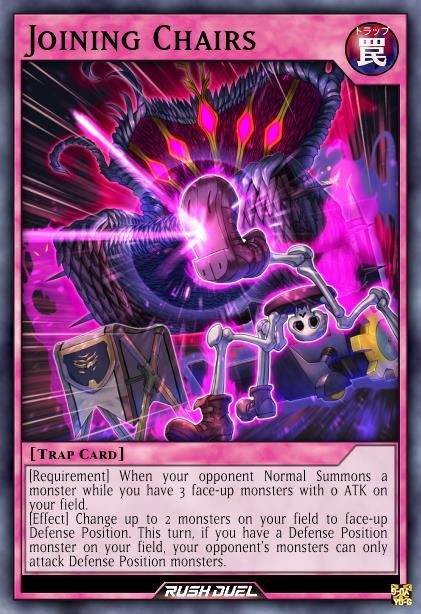 Joining Chairs
トラップ
罠
[Trap Card]
[Requirement] When your opponent Normal Summons a
monster while you have 3 face-up monsters with 0 ATK on
your field.
[Effect] Change up to 2 monsters on your field to face-up
Defense Position. This turn, if you have a Defense Position
monster on your field, your opponent's monsters can only
attack Defense Position monsters.
RUSH DUEL